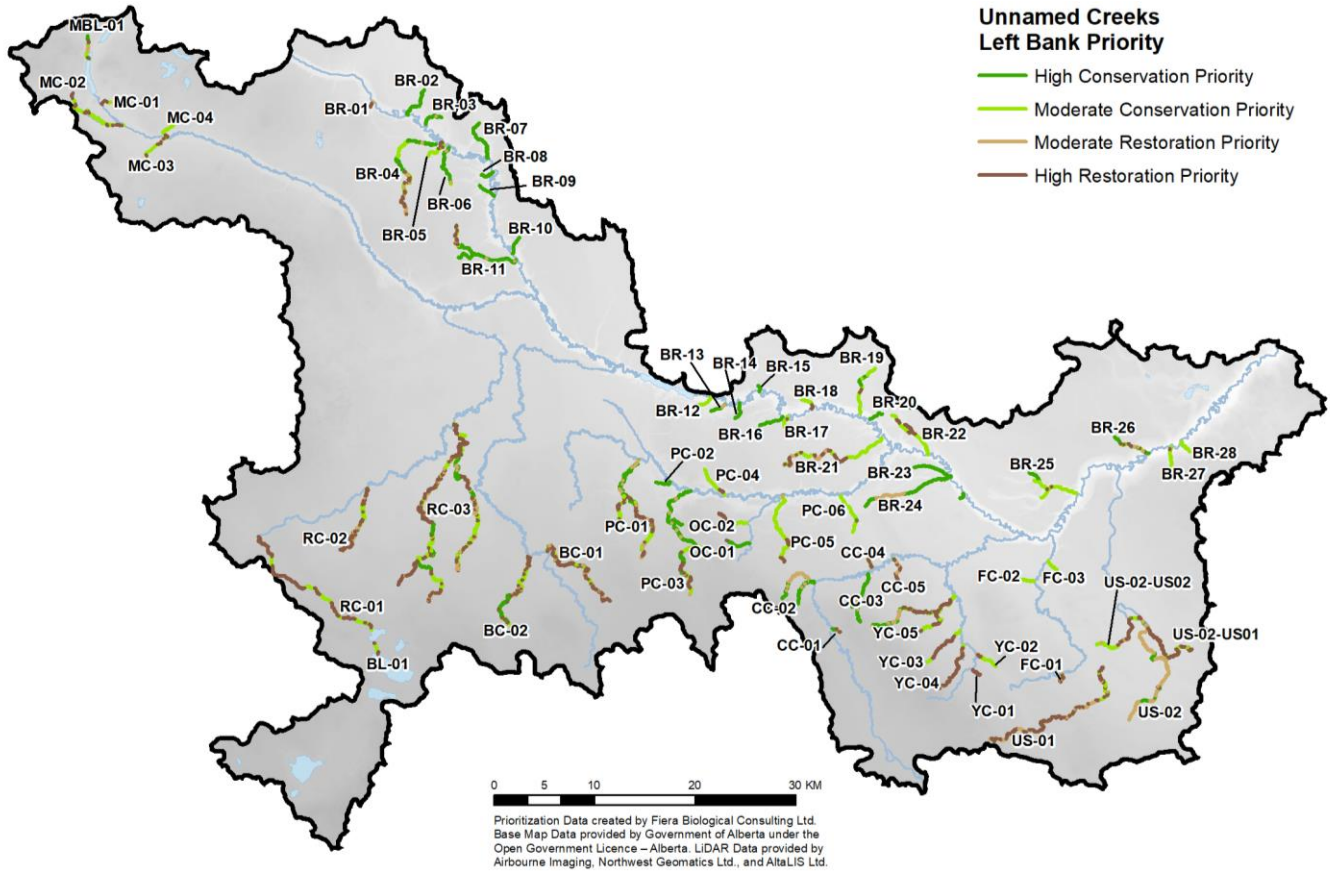 Unnamed Creeks
Left Bank Priority
High Conservation Priority
Moderate Conservation Priority
Moderate Restoration Priority
High Restoration Priority
MBL-01
MC-02
MC-01
MC-04
MC-03
BR-02
BR-01
BR-03
BR-07
BR-08
BR-04
BR-09
BR-06
BR-05
BR-10
BR-11
BR-13
BR-14
BR-15
BR-19
BR-18
BR-12
BR-20
BR-16
BR-17
BR-22
BR-26
BR-28
BR-27
PC-02
PC-04
BR-21
BR-23
BR-25
BR-24
RC-03
RC-02
PC-01
OC-02
PC-06
OC-01
PC-05
BC-01
CC-04
PC-03
CC-05
FC-02
FC-03
US-02-US02
RC-01
CC-02
CC-03
BC-02
YC-05
US-02-US01
CC-01
BL-01
YC-03
YC-02
FC-01
YC-04
YC-01
US-02
US-01
0 5 10 20 30 KM
Prioritization Data created by Fiera Biological Consulting Ltd.
Base Map Data provided by Government of Alberta under the
Open Government Licence – Alberta. LiDAR Data provided by
Airbourne Imaging, Northwest Geomatics Ltd., and AltaLIS Ltd.